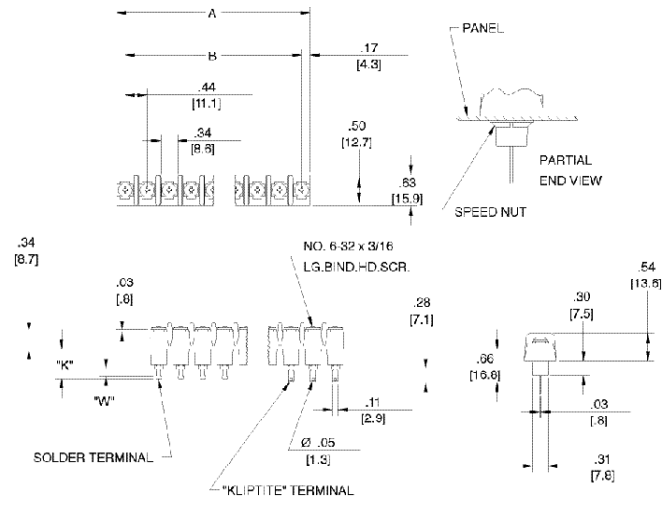 A
B
.17
[4.3]
.44
[11.1]
.34
[8.6]
.50
[12.7]
.63
[15.9]
PANEL
PARTIAL
END VIEW
SPEED NUT
.34
[8.7]
.03
[.8]
"K"
"W"
SOLDER TERMINAL
NO. 6-32 x 3/16
LG.BIND.HD.SCR.
.28
[7.1]
.11
[2.9]
Ø .05
[1.3]
"KLIPTITE" TERMINAL
.54
[13.6]
.30
[7.5]
.66
[16.8]
.03
[.8]
.31
[7.8]